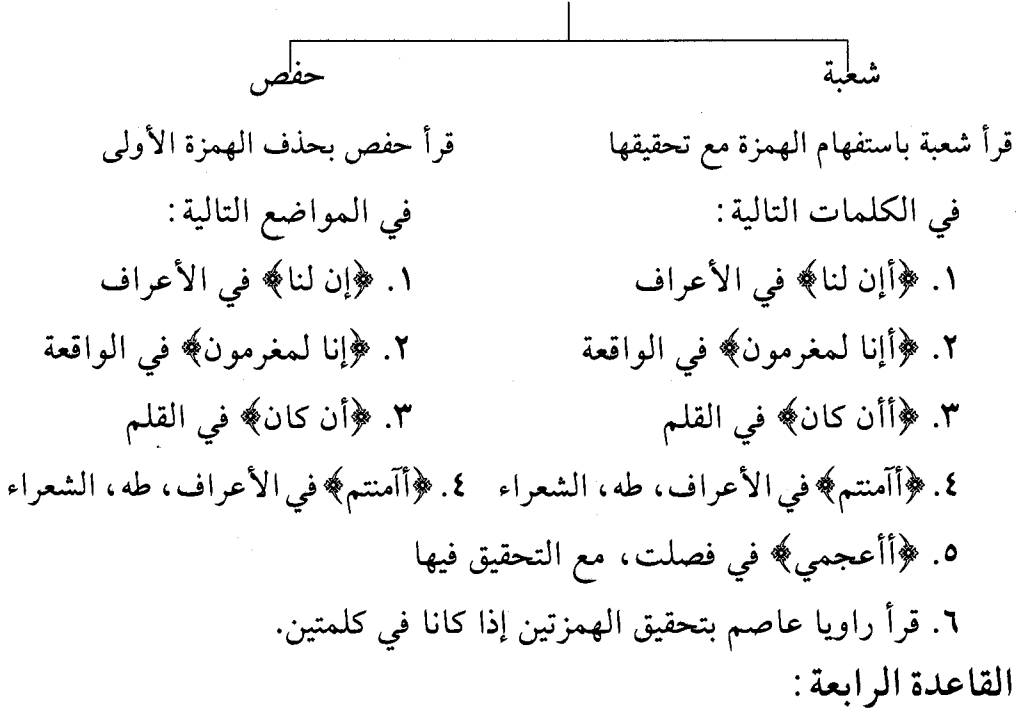 شعبة حفص
قرأ شعبة باستفهام الهمزة مع تحقيقها قرأ حفص بحذف الهمزة الأولى
في الكلمات التالية: في المواضع التالية:
١. ﴿أإن لنا﴾ في الأعراف ١. ﴿إن لنا﴾ في الأعراف
٢. ﴿أإنا لمغرمون﴾ في الواقعة ٢. ﴿إنا لمغرمون﴾ في الواقعة
٣. ﴿أأن كان﴾ في القلم ٣. ﴿أن كان﴾ في القلم
٤. ﴿أآمنتم﴾ في الأعراف، طه، الشعراء ٤. ﴿أآمنتم﴾ في الأعراف، طه، الشعراء
٥. ﴿أأعجمي﴾ في فصلت، مع التحقيق فيها
٦. قرأ راويا عاصم بتحقيق الهمزتين إذا كانا في كلمتين.
القاعدة الرابعة: